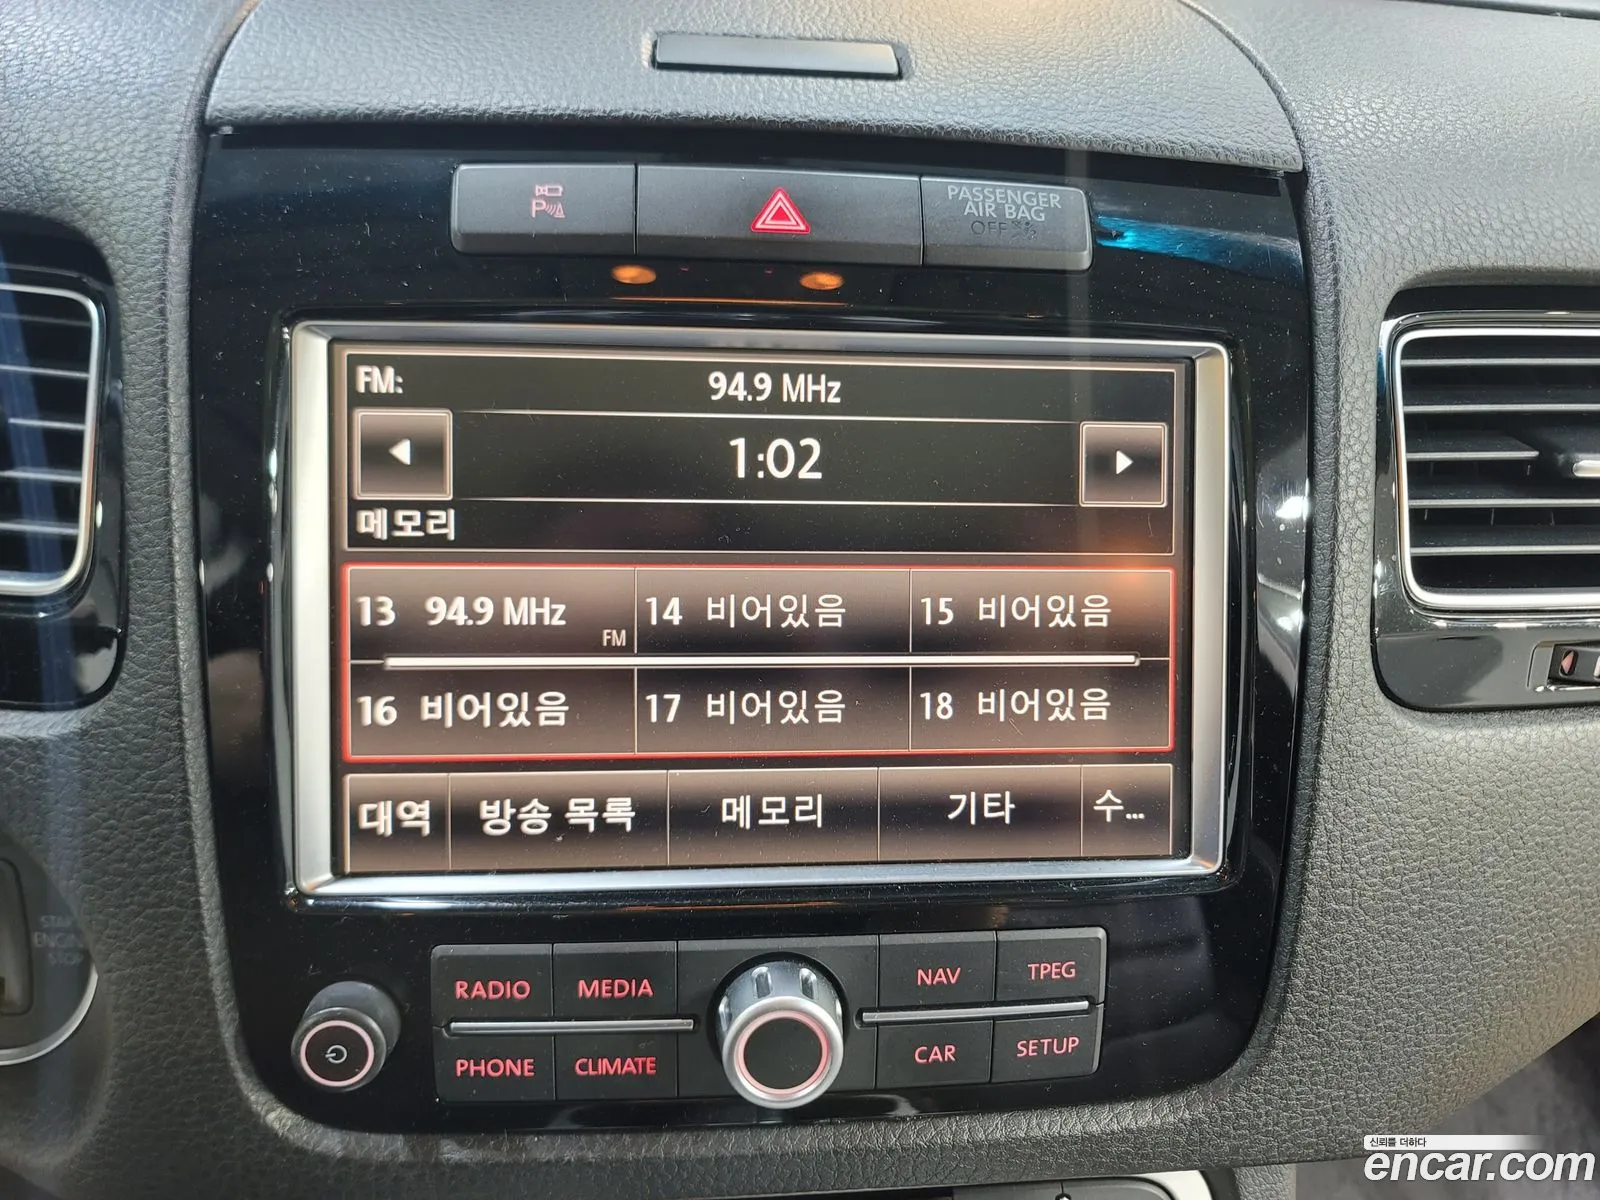 P
PASSENGER
AIR BAG
OFF
FM:
94.9 MHz
1:02
메모리
13 94.9 MHz FM
14 비어있음
15 비어있음
16 비어있음
17 비어있음
18 비어있음
대역
방송 목록
메모리
기타
수...
START
ENGINE
STOP
RADIO
MEDIA
NAV
TPEG
PHONE
CLIMATE
CAR
SETUP
신뢰를 더하다
encar.com